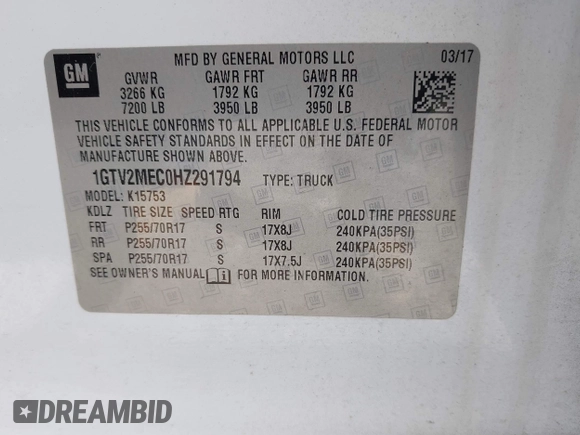 GM
MFD BY GENERAL MOTORS LLC 03/17
GVWR GAWR FRT GAWR RR
3266 KG 1792 KG 1792 KG
7200 LB 3950 LB 3950 LB
THIS VEHICLE CONFORMS TO ALL APPLICABLE U.S. FEDERAL MOTOR
VEHICLE SAFETY STANDARDS IN EFFECT ON THE DATE OF
MANUFACTURE SHOWN ABOVE.
1GTV2MEC0HZ291794 TYPE: TRUCK
MODEL: K15753
KDLZ TIRE SIZE SPEED RTG RIM COLD TIRE PRESSURE
FRT P255/70R17 S 17X8J 240KPA(35PSI)
RR P255/70R17 S 17X8J 240KPA(35PSI)
SPA P255/70R17 S 17X7.5J 240KPA(35PSI)
SEE OWNER'S MANUAL FOR MORE INFORMATION.
DREAMBID